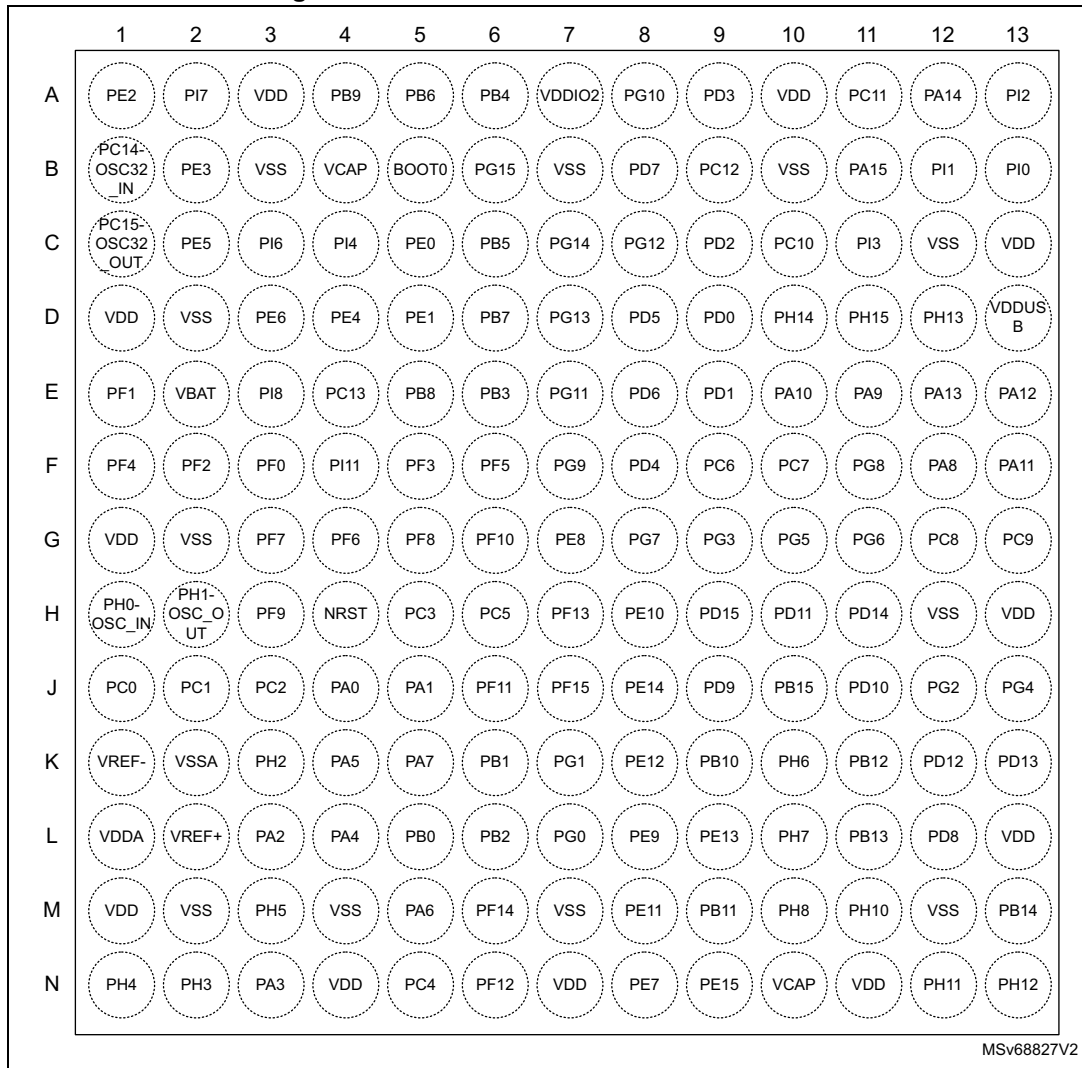 1 2 3 4 5 6 7 8 9 10 11 12 13
A PE2 PI7 VDD PB9 PB6 PB4 VDDIO2 PG10 PD3 VDD PC11 PA14 PI2
B PC14-OSC32_IN PE3 VSS VCAP BOOT0 PG15 VSS PD7 PC12 VSS PA15 PI1 PI0
C PC15-OSC32_OUT PE5 PI6 PI4 PE0 PB5 PG14 PG12 PD2 PC10 PI3 VSS VDD
D VDD VSS PE6 PE4 PE1 PB7 PG13 PD5 PD0 PH14 PH15 PH13 VDDUSB
E PF1 VBAT PI8 PC13 PB8 PB3 PG11 PD6 PD1 PA10 PA9 PA13 PA12
F PF4 PF2 PF0 PI11 PF3 PF5 PG9 PD4 PC6 PC7 PG8 PA8 PA11
G VDD VSS PF7 PF6 PF8 PF10 PE8 PG7 PG3 PG5 PG6 PC8 PC9
H PH0-OSC_IN PH1-OSC_OUT PF9 NRST PC3 PC5 PF13 PE10 PD15 PD11 PD14 VSS VDD
J PC0 PC1 PC2 PA0 PA1 PF11 PF15 PE14 PD9 PB15 PD10 PG2 PG4
K VREF- VSSA PH2 PA5 PA7 PB1 PG1 PE12 PB10 PH6 PB12 PD12 PD13
L VDDA VREF+ PA2 PA4 PB0 PB2 PG0 PE9 PE13 PH7 PB13 PD8 VDD
M VDD VSS PH5 VSS PA6 PF14 VSS PE11 PB11 PH8 PH10 VSS PB14
N PH4 PH3 PA3 VDD PC4 PF12 VDD PE7 PE15 VCAP VDD PH11 PH12
MSv68827V2